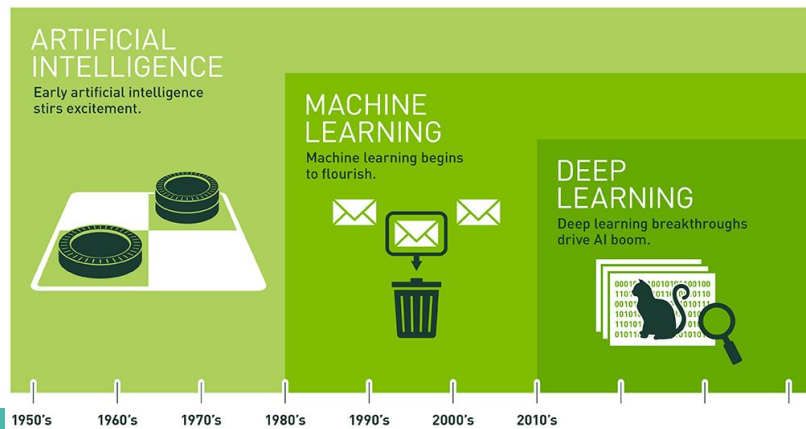 ARTIFICIAL
INTELLIGENCE
Early artificial intelligence
stirs excitement.
MACHINE
LEARNING
Machine learning begins
to flourish.
DEEP
LEARNING
Deep learning breakthroughs
drive AI boom.
1950's 1960's 1970's 1980's 1990's 2000's 2010's